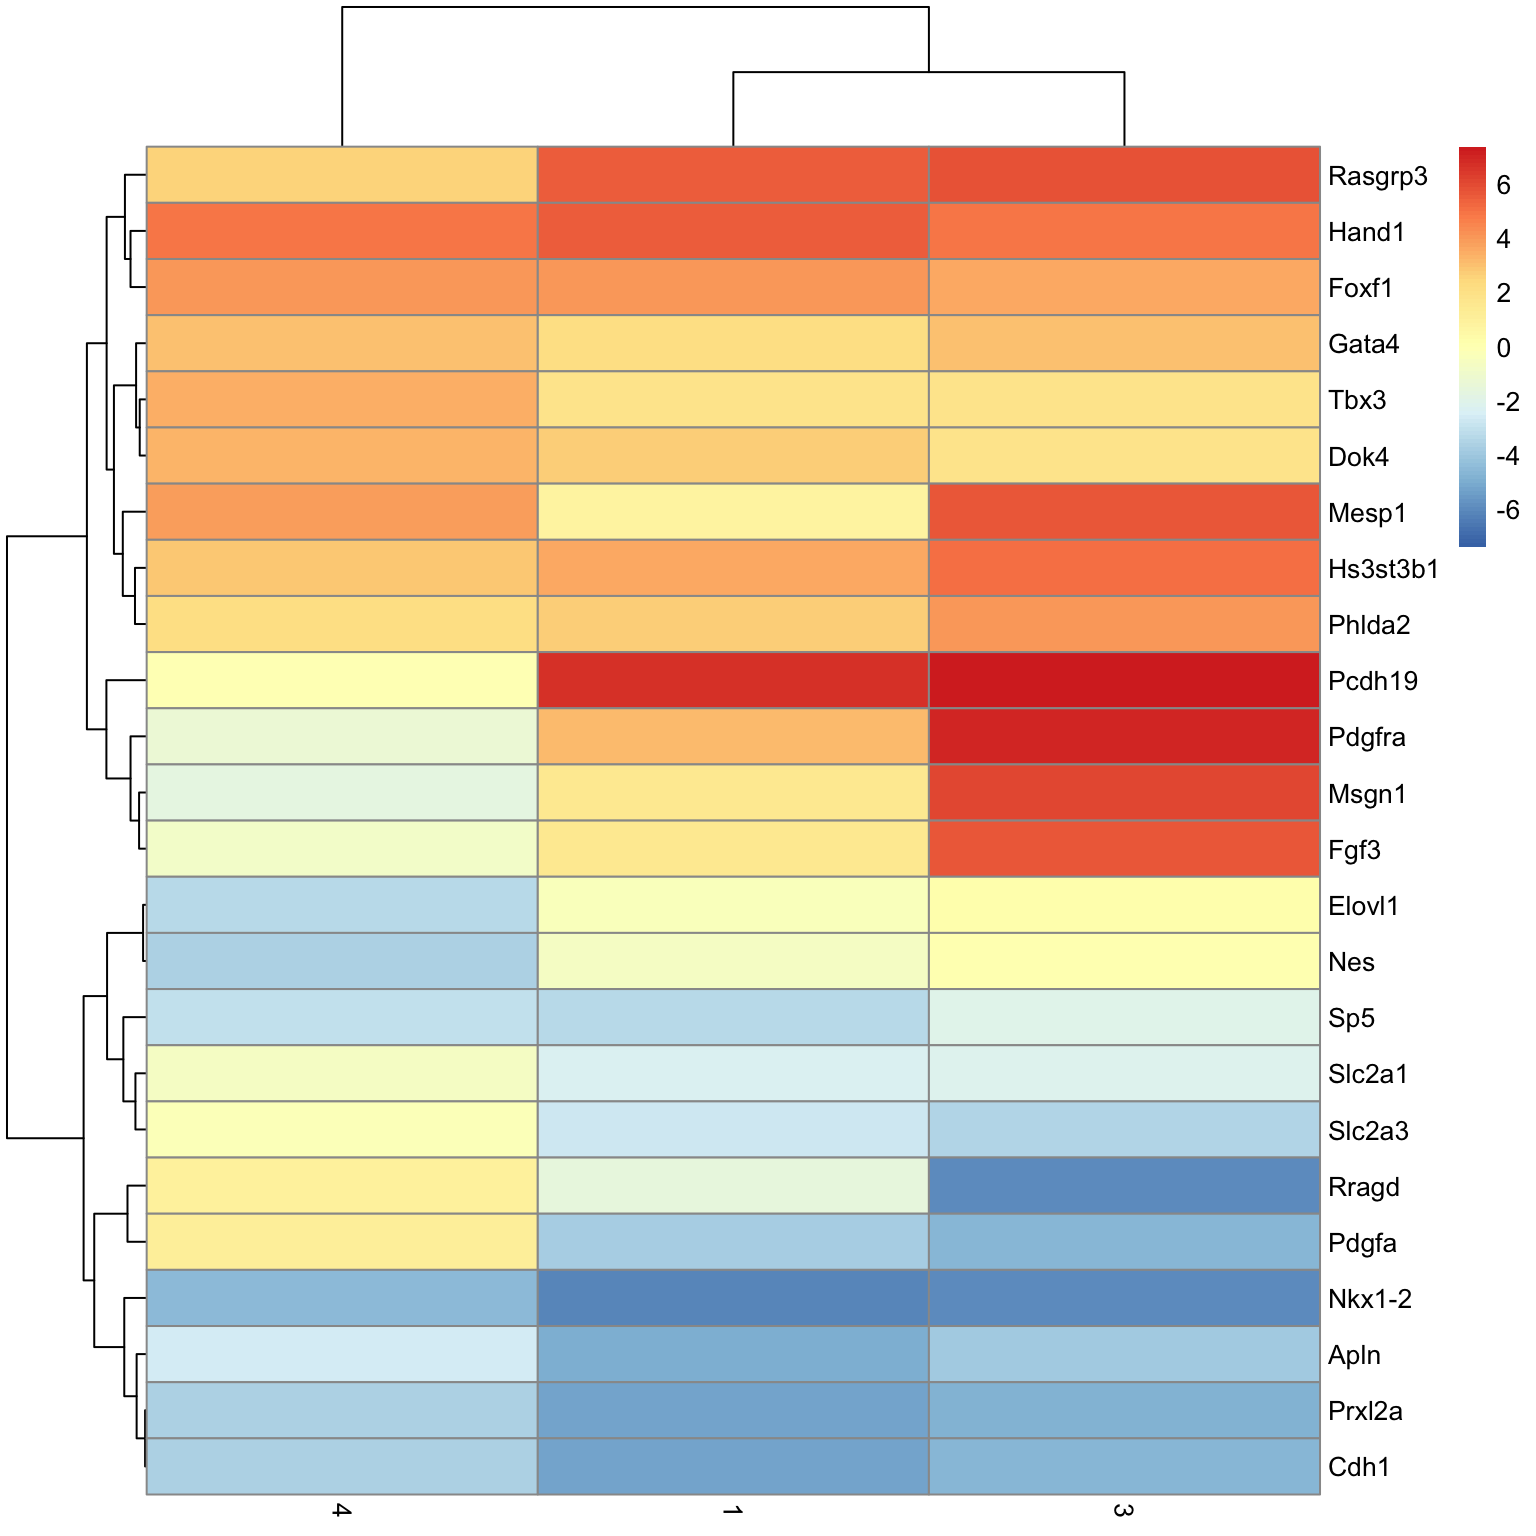 Rasgrp3
Hand1
Foxf1
Gata4
Tbx3
Dok4
Mesp1
Hs3st3b1
Phlda2
Pcdh19
Pdgfra
Msgn1
Fgf3
Elovl1
Nes
Sp5
Slc2a1
Slc2a3
Rragd
Pdgfa
Nkx1-2
Apln
Prxl2a
Cdh1
6
4
2
0
-2
-4
-6
4 1 3